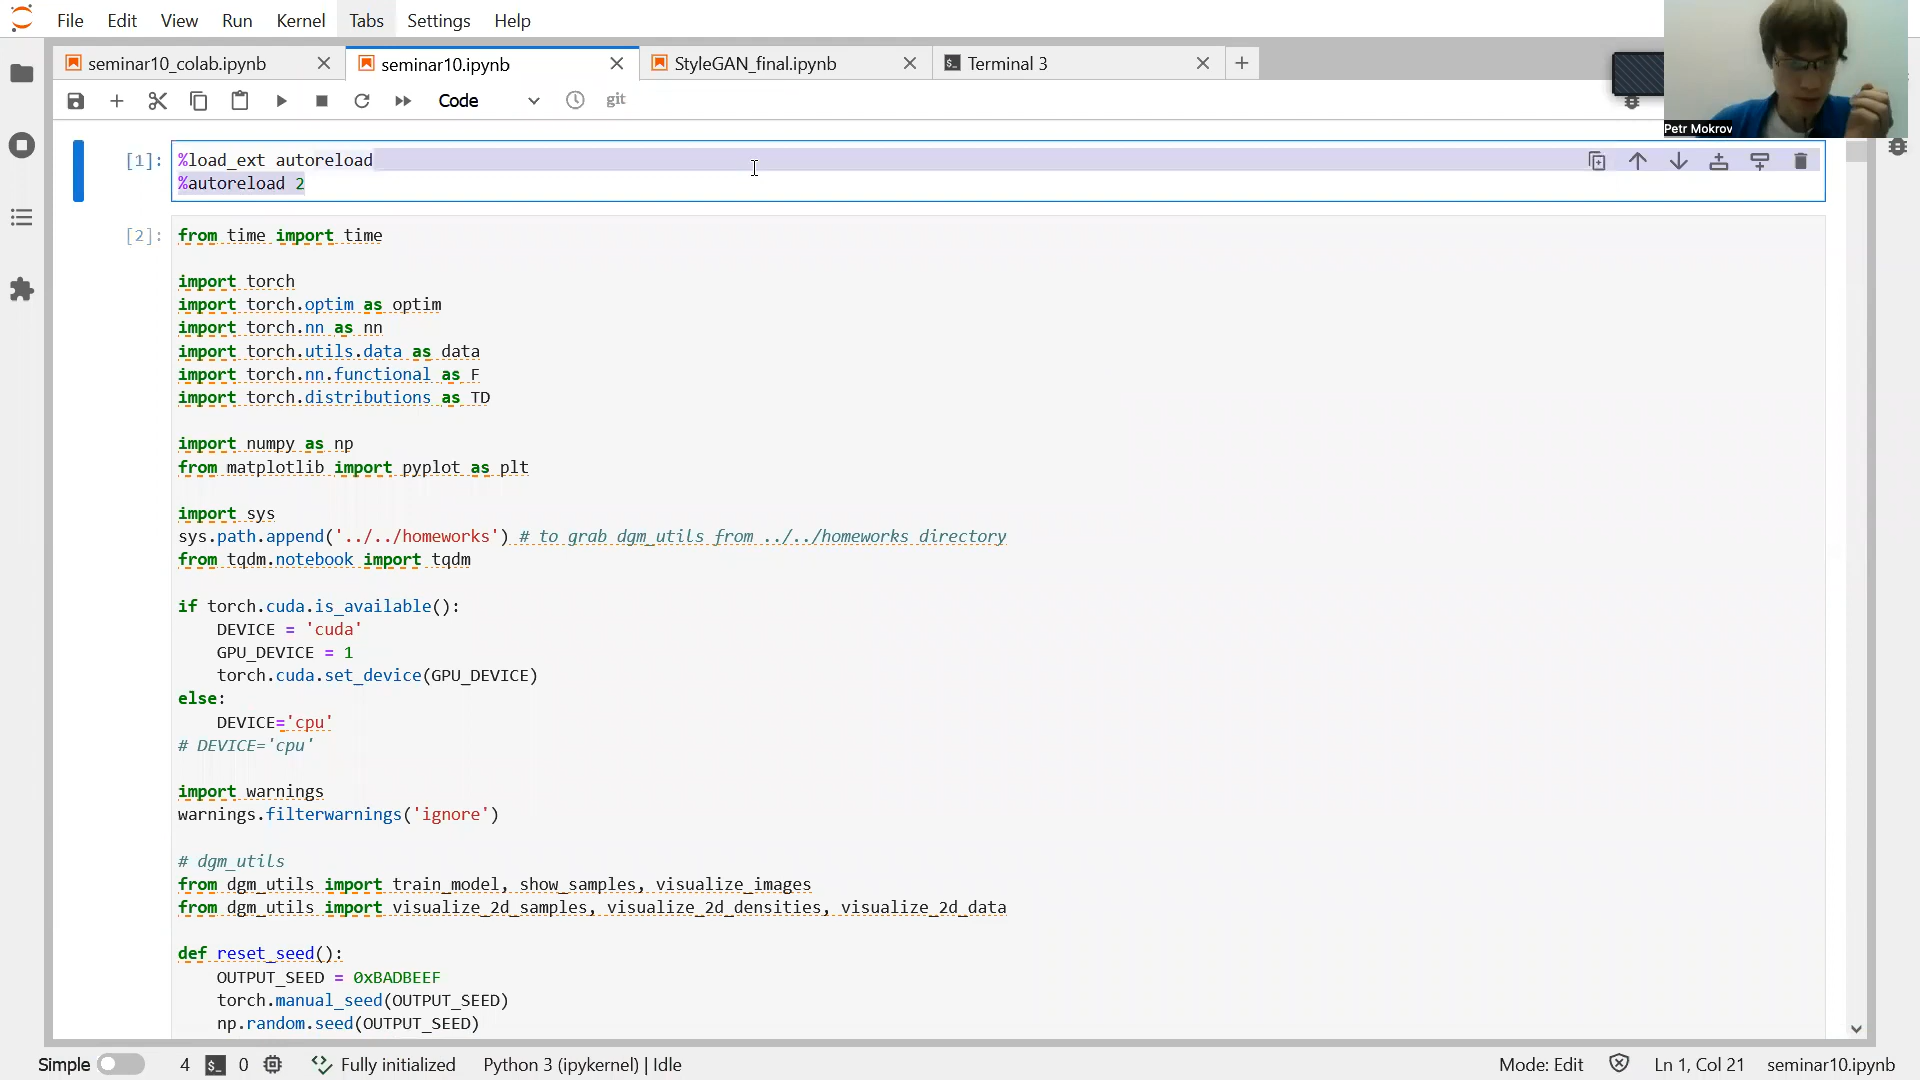 File Edit View Run Kernel Tabs Settings Help
seminar10_colab.ipynb seminar10.ipynb StyleGAN_final.ipynb Terminal 3
Code git
Petr Mokrov
[1]: %load_ext autoreload
%autoreload 2
[2]: from time import time
import torch
import torch.optim as optim
import torch.nn as nn
import torch.utils.data as data
import torch.nn.functional as F
import torch.distributions as TD
import numpy as np
from matplotlib import pyplot as plt
import sys
sys.path.append('../../homeworks') # to grab dgm_utils from ../../homeworks directory
from tqdm.notebook import tqdm
if torch.cuda.is_available():
DEVICE = 'cuda'
GPU_DEVICE = 1
torch.cuda.set_device(GPU_DEVICE)
else:
DEVICE='cpu'
# DEVICE='cpu'
import warnings
warnings.filterwarnings('ignore')
# dgm_utils
from dgm_utils import train_model, show_samples, visualize_images
from dgm_utils import visualize_2d_samples, visualize_2d_densities, visualize_2d_data
def reset_seed():
OUTPUT_SEED = 0xBADBEEF
torch.manual_seed(OUTPUT_SEED)
np.random.seed(OUTPUT_SEED)
Simple 4 0 Fully initialized Python 3 (ipykernel) | Idle Mode: Edit Ln 1, Col 21 seminar10.ipynb